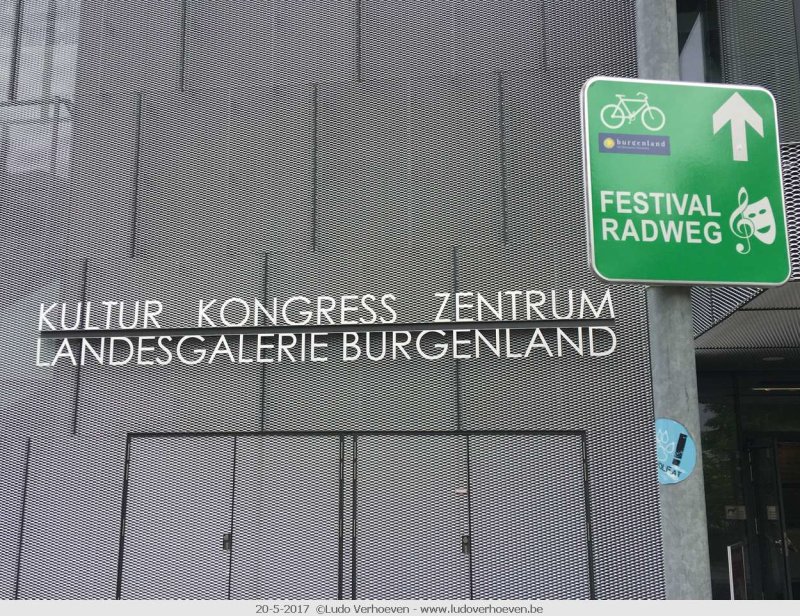 KULTUR KONGRESS ZENTRUM
LANDESGALERIE BURGENLAND
burgenland
FESTIVAL
RADWEG
20-5-2017 ©Ludo Verhoeven - www.ludoverhoeven.be